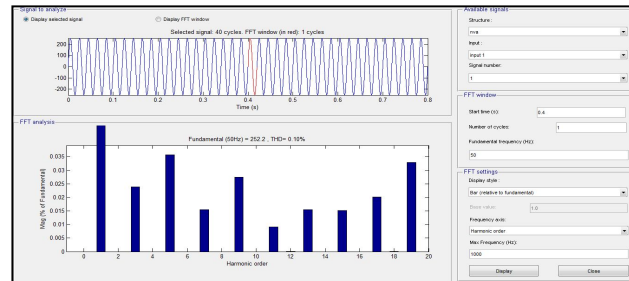 Signal to analyze
Display selected signal
Display FFT window
Selected signal: 40 cycles. FFT window (in red): 1 cycles
200
100
0
-100
-200
0 0.1 0.2 0.3 0.4 0.5 0.6 0.7 0.8
Time (s)
FFT analysis
Fundamental (50Hz) = 252.2 , THD= 0.10%
0.035
0.03
0.025
0.02
0.015
0.01
0.005
0
Mag (% of Fundamental)
0 2 4 6 8 10 12 14 16 18 20
Harmonic order
Available signals
Structure :
nva
Input :
input 1
Signal number:
1
FFT window
Start time (s):
0.4
Number of cycles:
1
Fundamental frequency (Hz):
50
FFT settings
Display style :
Bar (relative to fundamental)
Base value:
1.0
Frequency axis:
Harmonic order
Max Frequency (Hz):
1000
Display
Close